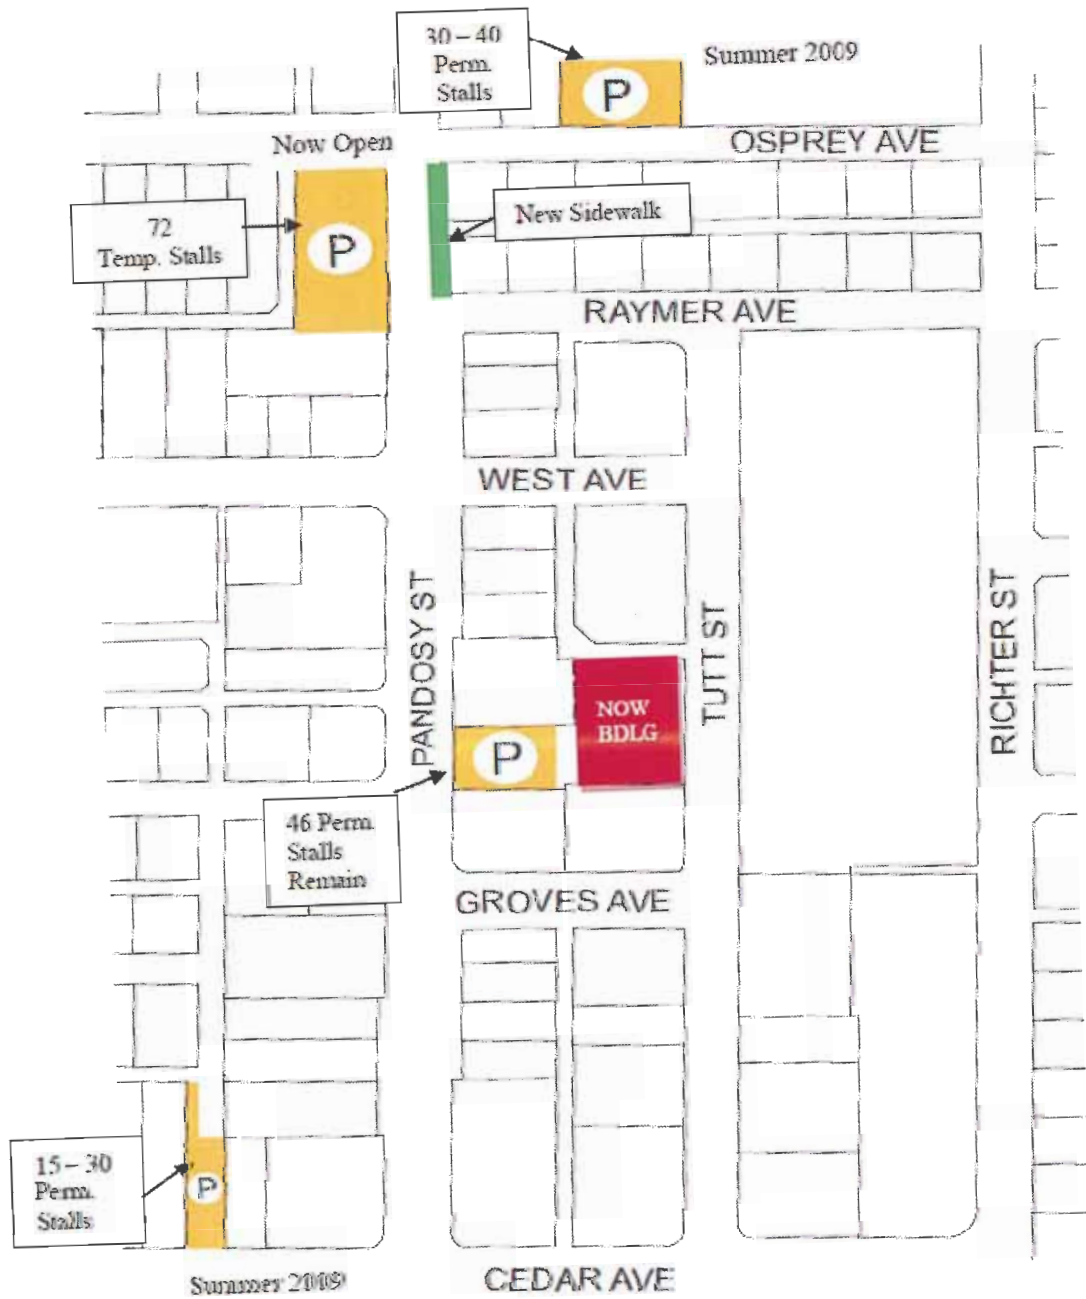 30 – 40
Perm.
Stalls
Summer 2009
P
OSPREY AVE
Now Open
72
Temp. Stalls
P
New Sidewalk
RAYMER AVE
WEST AVE
PANDOSY ST
TUTT ST
RICHTER ST
NOW
BDLG
P
46 Perm.
Stalls
Remain
GROVES AVE
15 – 30
Perm.
Stalls
P
Summer 2009
CEDAR AVE